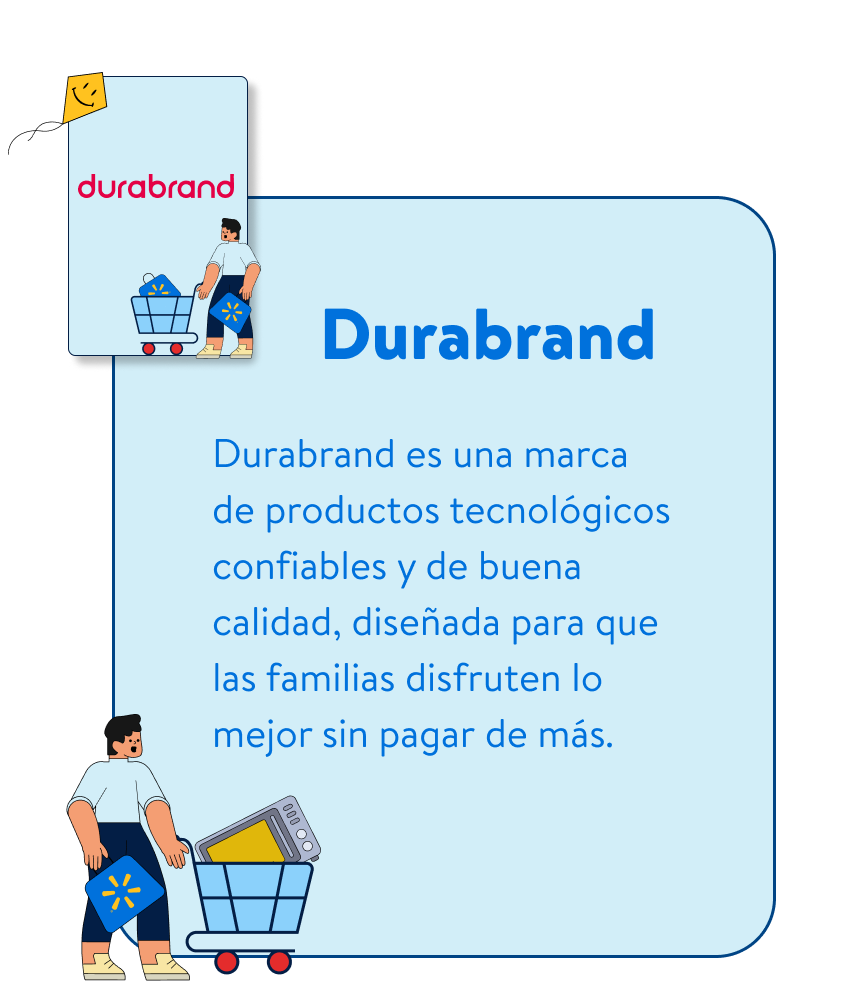 durabrand
Durabrand
Durabrand es una marca
de productos tecnológicos
confiables y de buena
calidad, diseñada para que
las familias disfruten lo
mejor sin pagar de más.